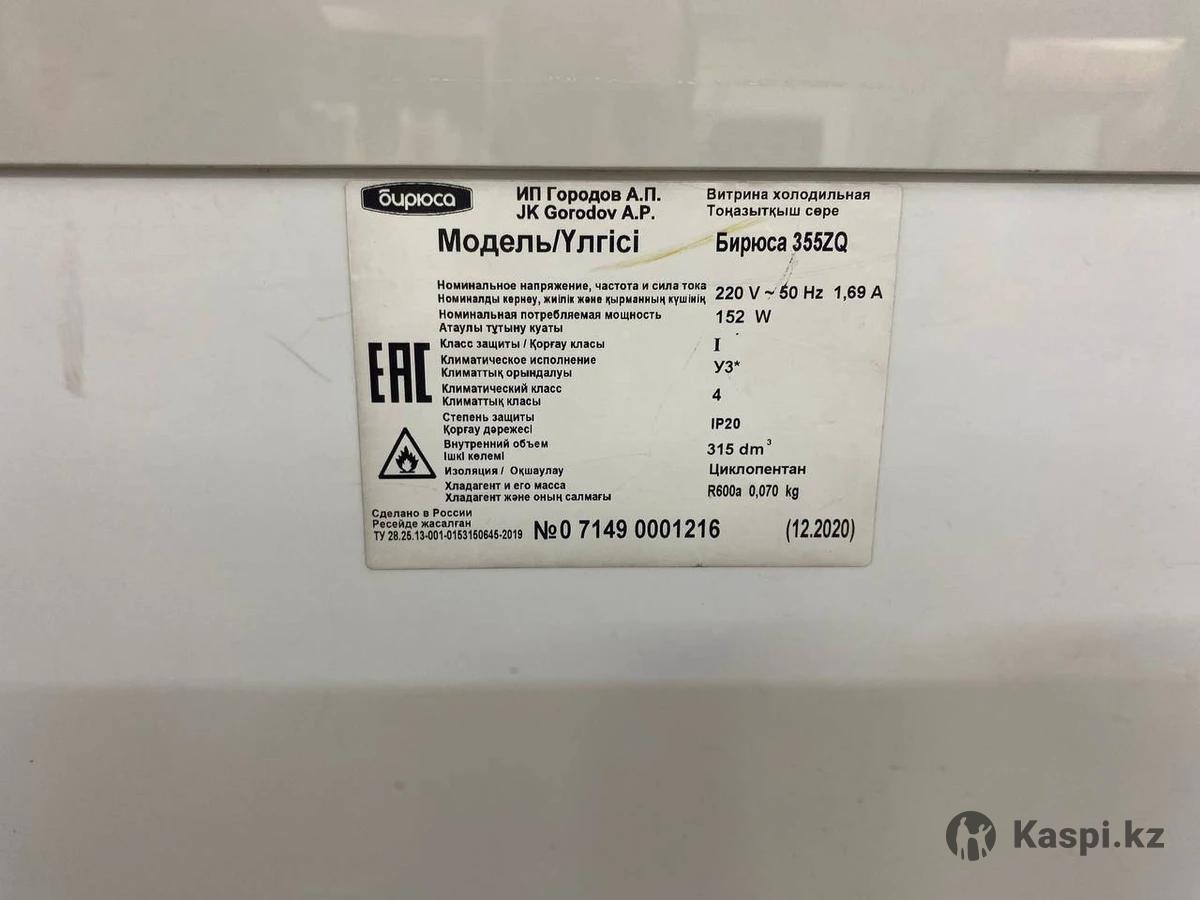 бирюса
ИП Городов А.П.
JK Gorodov A.P.
Витрина холодильная
Тоңазытқыш сөре
Модель/Үлгісі Бирюса 355ZQ
Номинальное напряжение, частота и сила тока
Номиналды кернеу, жиілік және қырманның күшінің
220 V ~ 50 Hz 1,69 A
Номинальная потребляемая мощность
Атаулы тұтыну куаты
152 W
Класс защиты / Қорғау класы I
Климатическое исполнение
Климаттық орындалуы
У3*
Климатический класс
Климаттық класы
4
Степень защиты
Қорғау дәрежесі
IP20
Внутренний объем
Ішкі көлемі
315 dm³
Изоляция / Оқшаулау Циклопентан
Хладагент и его масса
Хладагент және оның салмағы
R600a 0,070 kg
EAC
Сделано в России
Ресейде жасалған
ТУ 28.25.13-001-0153150645-2019
№0 7149 0001216 (12.2020)
Kaspi.kz